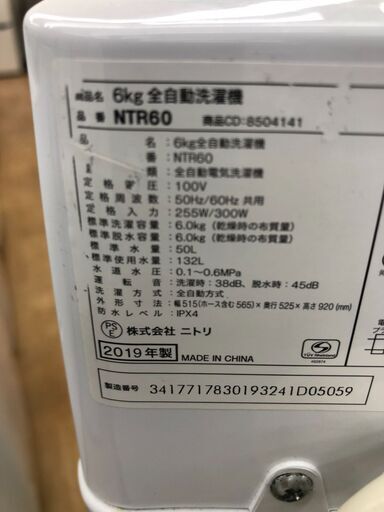 商品名 6kg 全自動洗濯機
品番 NTR60 商品CD:8504141
品名:6kg全自動洗濯機
品番:NTR60
種類:全自動電気洗濯機
定格電圧:100V
定格周波数:50Hz/60Hz 共用
定格入力:255W/300W
標準洗濯容量:6.0kg (乾燥時の布質量)
標準脱水容量:6.0kg (乾燥時の布質量)
標準水量:50L
標準使用水量:132L
水道水圧:0.1〜0.6MPa
運転音:洗濯時:38dB、脱水時:45dB
洗濯方式:全自動方式
外形寸法:幅515(ホース含む565)×奥行525×高さ920(mm)
防水レベル:IPX4
PSE 株式会社 ニトリ
2019年製 MADE IN CHINA
製造番号 3417717830193241D05059